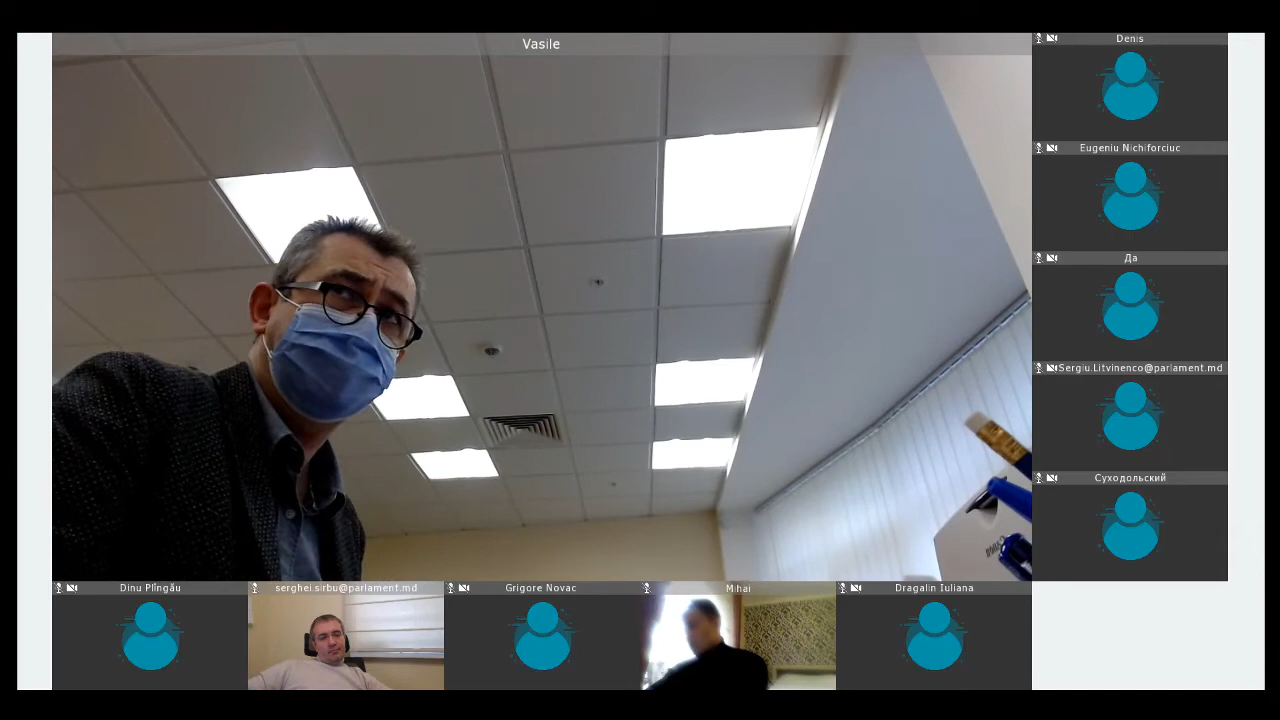 Vasile
Denis
Eugeniu Nichiforciuc
Да
Sergiu.Litvinenco@parlament.md
Суходольский
Dinu Plîngău
serghei.sirbu@parlament.md
Grigore Novac
Mihai
Dragalin Iuliana